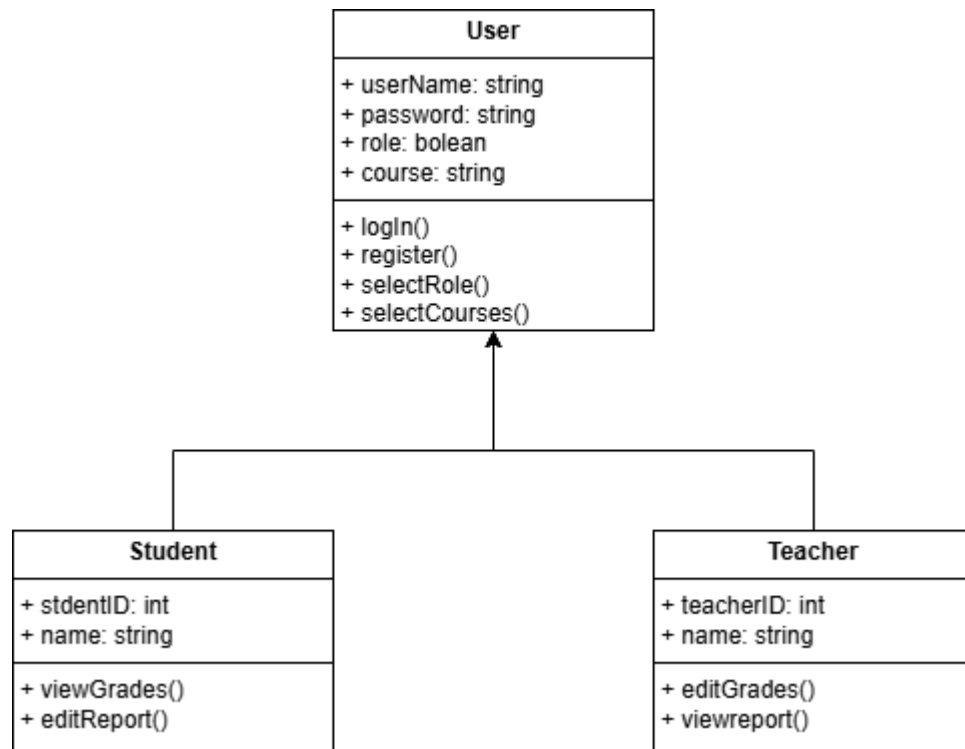 User
+ userName: string
+ password: string
+ role: bolean
+ course: string
+ logIn()
+ register()
+ selectRole()
+ selectCourses()
Student
+ stdentID: int
+ name: string
+ viewGrades()
+ editReport()
Teacher
+ teacherID: int
+ name: string
+ editGrades()
+ viewreport()